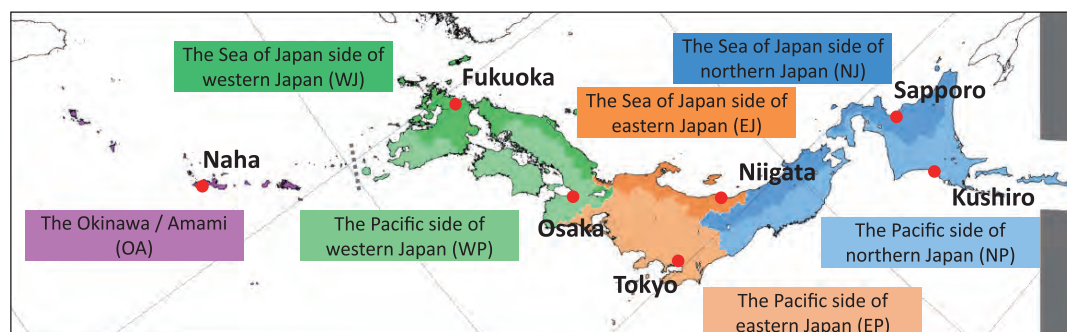 The Sea of Japan side of
western Japan (WJ)
The Sea of Japan side of
northern Japan (NJ)
Fukuoka
Sapporo
The Sea of Japan side of
eastern Japan (EJ)
Naha
Niigata
Kushiro
The Okinawa / Amami
(OA)
The Pacific side of
western Japan (WP)
Osaka
The Pacific side of
northern Japan (NP)
Tokyo
The Pacific side of
eastern Japan (EP)